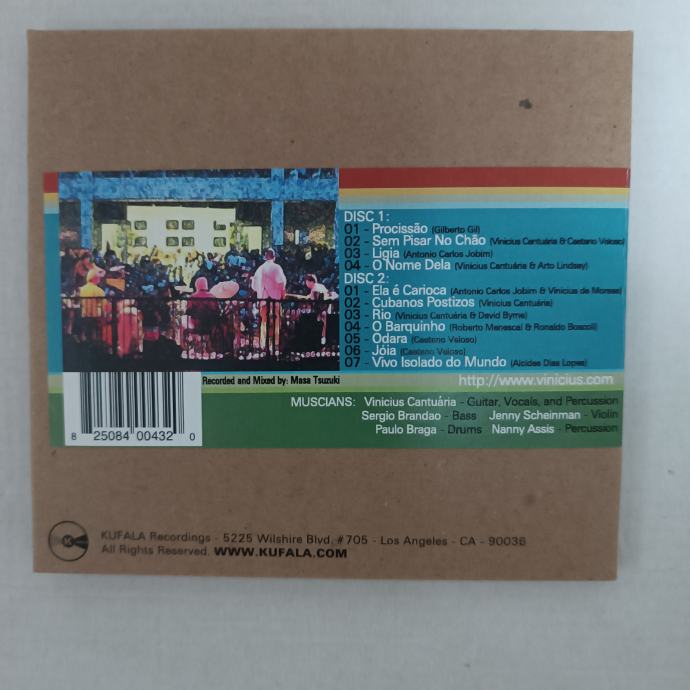 DISC 1:
01 - Procissão (Gilberto Gil)
02 - Sem Pisar No Chão (Vinicius Cantuária & Caetano Veloso)
03 - Ligia (Antonio Carlos Jobim)
04 - O Nome Dela (Vinicius Cantuária & Arto Lindsey)
DISC 2:
01 - Ela é Carioca (Antonio Carlos Jobim & Vinicius de Moraes)
02 - Cubanos Postizos (Vinicius Cantuária)
03 - Rio (Vinicius Cantuária & David Byrne)
04 - O Barquinho (Roberto Menescal & Ronaldo Boscoli)
05 - Odara (Caetano Veloso)
06 - Jóia (Caetano Veloso)
07 - Vivo Isolado do Mundo (Alcides Dias Lopes)
Recorded and Mixed by: Masa Tsuzuki
http://www.vinicius.com
MUSCIANS: Vinicius Cantuária - Guitar, Vocals, and Percussion
Sergio Brandao - Bass Jenny Scheinman - Violin
Paulo Braga - Drums Nanny Assis - Percussion
8 25084 00432 0
K
KUFALA Recordings - 5225 Wilshire Blvd. #705 - Los Angeles - CA - 90036
All Rights Reserved. WWW.KUFALA.COM